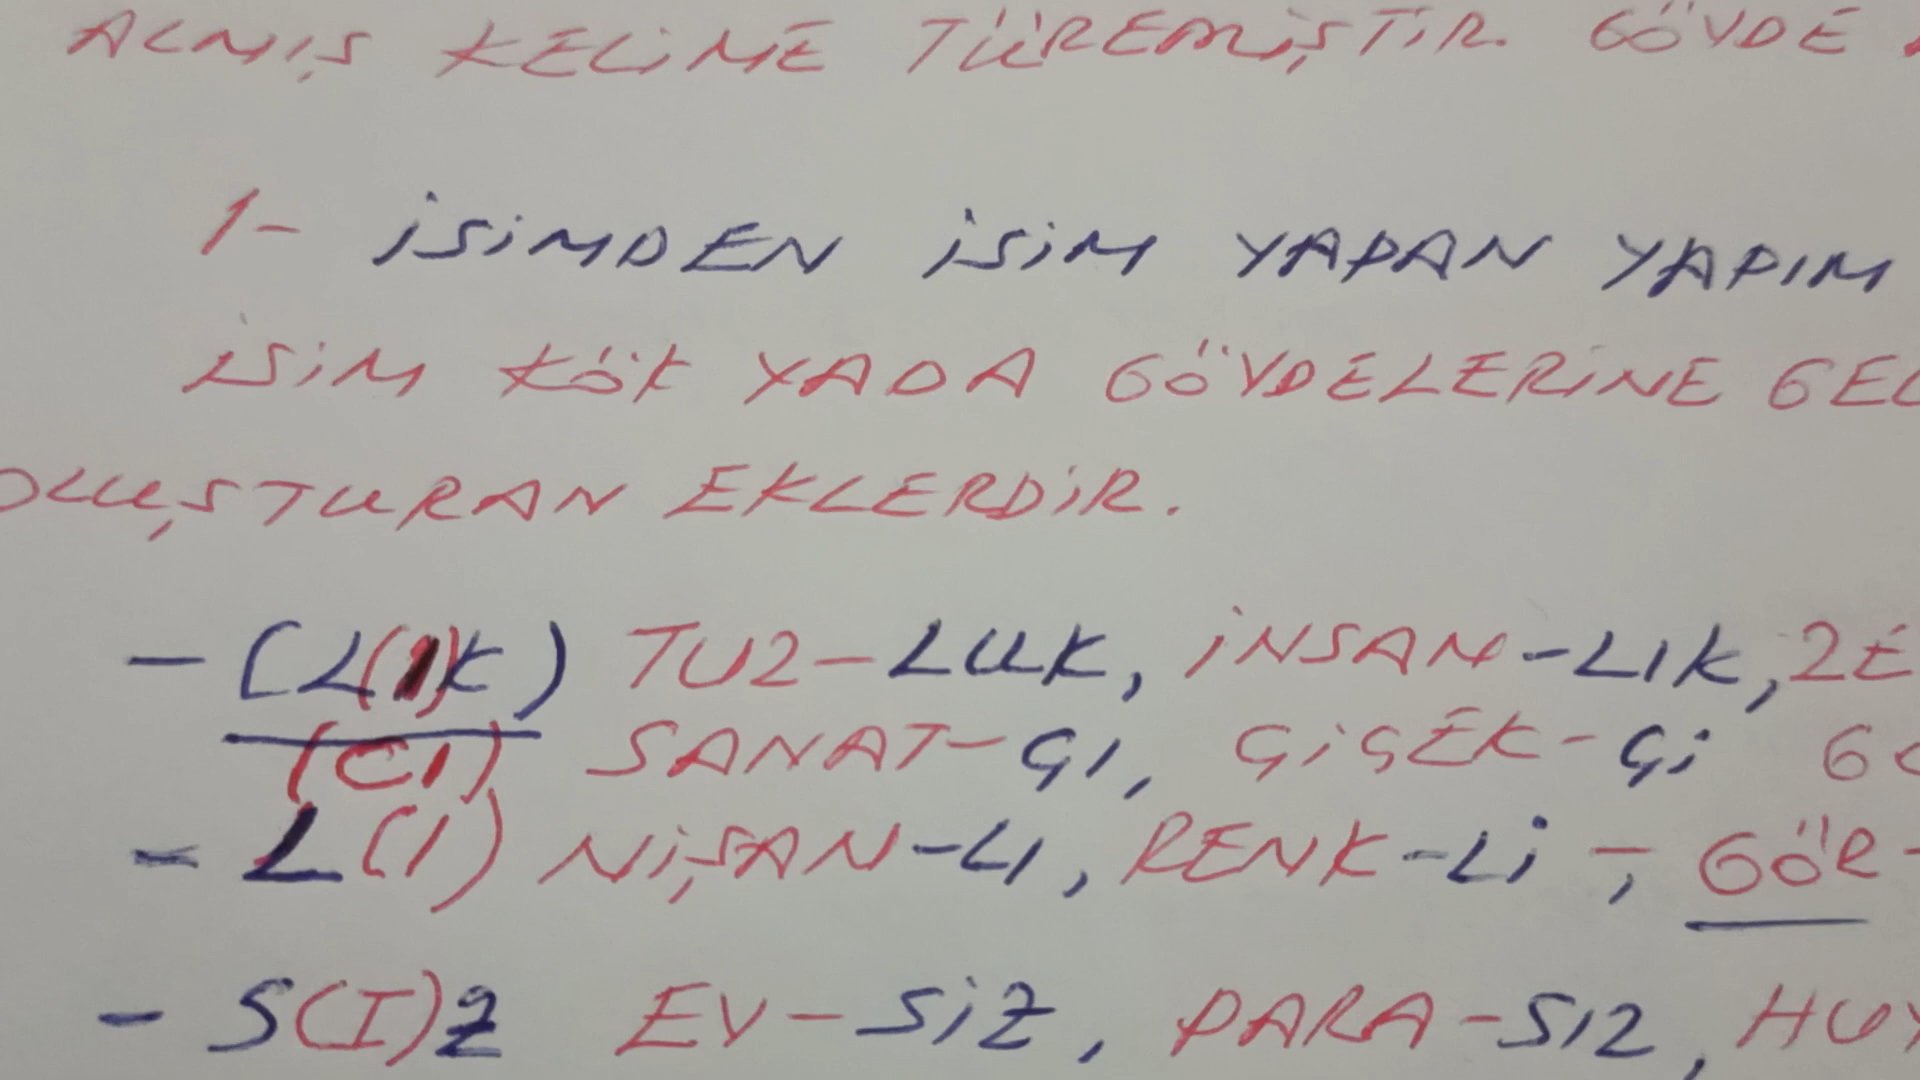 ALMIŞ KELİME TÜREMİŞTİR. GÖVDE
1- İSİMDEN İSİM YAPAN YAPIM
İSİM KÖK YADA GÖVDELERİNE GEL
OLUŞTURAN EKLERDİR.
- (L(I)K) TUZ-LUK, İNSAN-LIK, ZE
(CI) SANAT-ÇI, ÇİÇEK-Çİ
- L(I) NİŞAN-LI, RENK-Lİ -, GÖR-
- S(I)Z EV-SİZ, PARA-SIZ, HUY